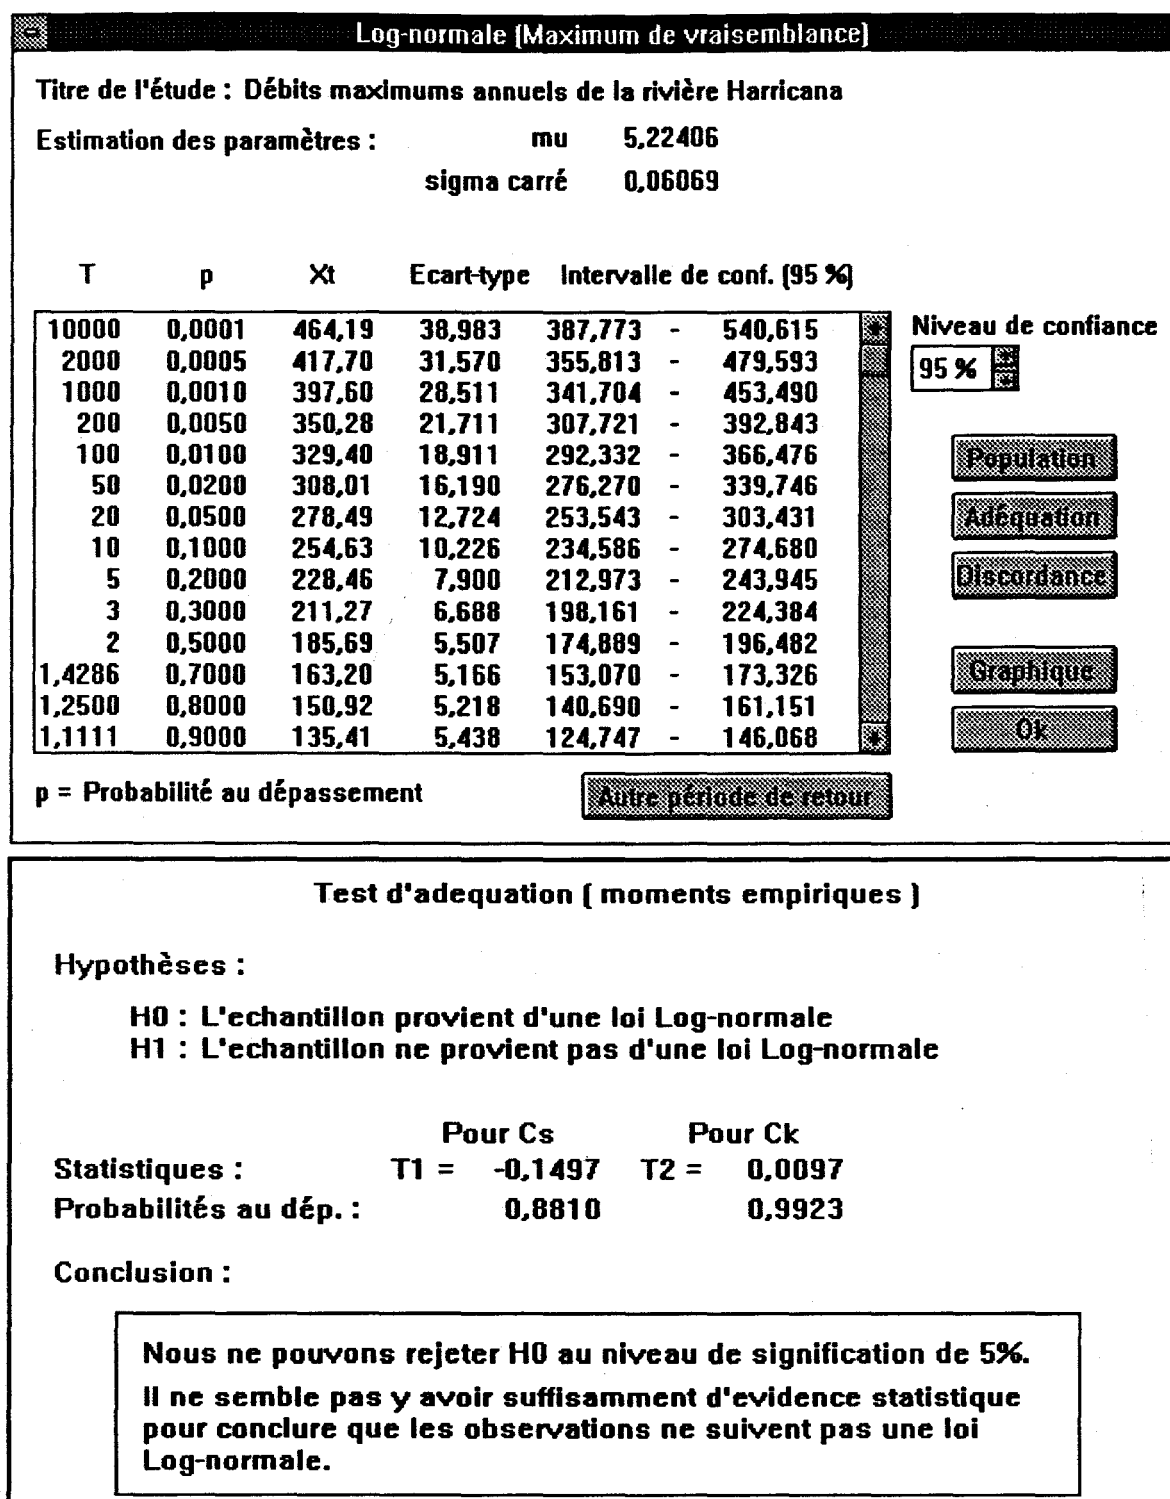 Log-normale (Maximum de vraisemblance)
Titre de l'étude : Débits maximums annuels de la rivière Harricana
Estimation des paramètres : mu 5,22406
sigma carré 0,06069
T p Xt Ecart-type Intervalle de conf. (95 %)
10000 0,0001 464,19 38,983 387,773 - 540,615
2000 0,0005 417,70 31,570 355,813 - 479,593
1000 0,0010 397,60 28,511 341,704 - 453,490
200 0,0050 350,28 21,711 307,721 - 392,843
100 0,0100 329,40 18,911 292,332 - 366,476
50 0,0200 308,01 16,190 276,270 - 339,746
20 0,0500 278,49 12,724 253,543 - 303,431
10 0,1000 254,63 10,226 234,586 - 274,680
5 0,2000 228,46 7,900 212,973 - 243,945
3 0,3000 211,27 6,688 198,161 - 224,384
2 0,5000 185,69 5,507 174,889 - 196,482
1,4286 0,7000 163,20 5,166 153,070 - 173,326
1,2500 0,8000 150,92 5,218 140,690 - 161,151
1,1111 0,9000 135,41 5,438 124,747 - 146,068
Niveau de confiance
95 %
Population
Adéquation
Discordance
Graphique
Ok
p = Probabilité au dépassement
Autre période de retour
Test d'adequation ( moments empiriques )
Hypothèses :
H0 : L'echantillon provient d'une loi Log-normale
H1 : L'echantillon ne provient pas d'une loi Log-normale
Pour Cs Pour Ck
Statistiques : T1 = -0,1497 T2 = 0,0097
Probabilités au dép. : 0,8810 0,9923
Conclusion :
Nous ne pouvons rejeter H0 au niveau de signification de 5%.
Il ne semble pas y avoir suffisamment d'evidence statistique
pour conclure que les observations ne suivent pas une loi
Log-normale.